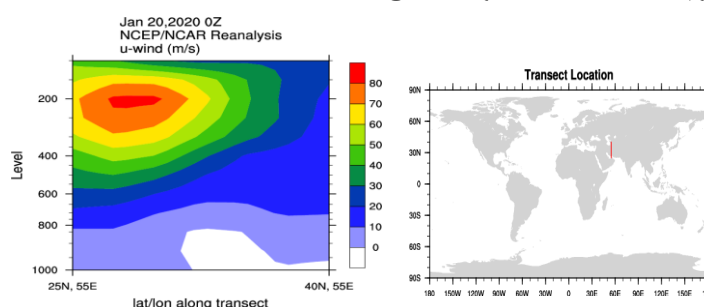 Jan 20,2020 0Z
NCEP/NCAR Reanalysis
u-wind (m/s)
Level
200
400
600
800
1000
25N, 55E
40N, 55E
lat/lon along transect
80
70
60
50
40
30
20
10
0
Transect Location
90N
60N
30N
0
30S
60S
90S
180 150W 120W 90W 60W 30W 0 30E 60E 90E 120E 150E